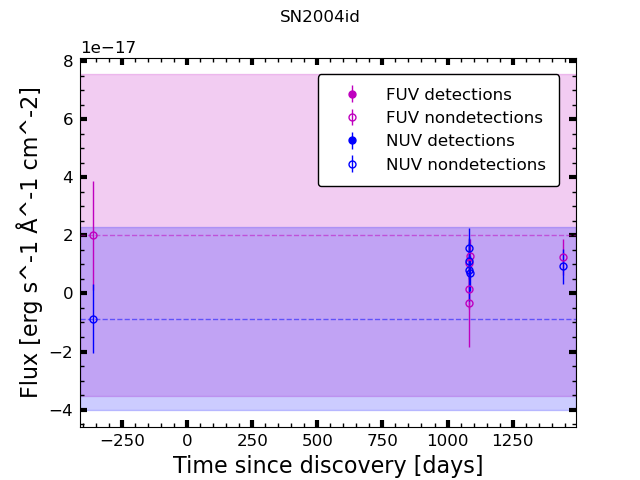 SN2004id
1e−17
8
6
4
2
0
−2
−4
Flux [erg s^-1 Å^-1 cm^-2]
FUV detections
FUV nondetections
NUV detections
NUV nondetections
−250 0 250 500 750 1000 1250
Time since discovery [days]